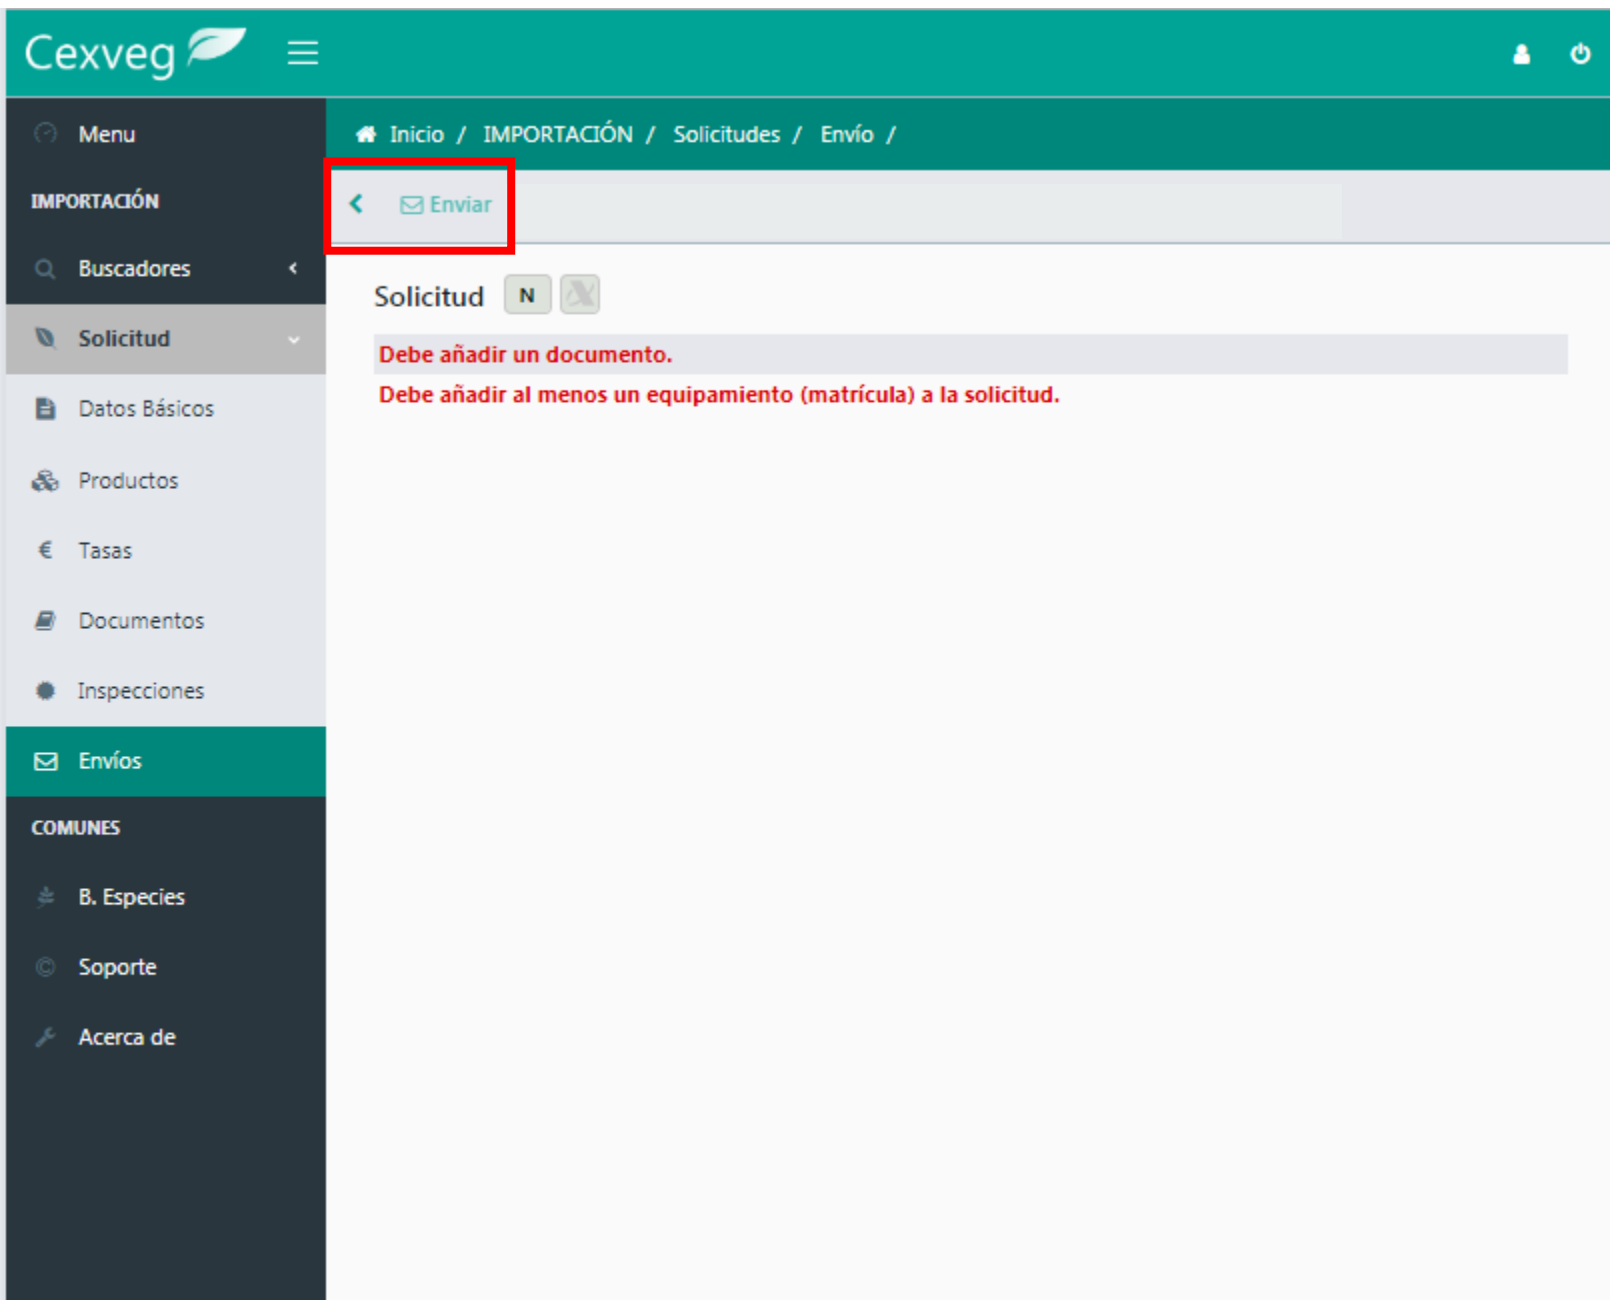 Cexveg
Menu
Inicio / IMPORTACIÓN / Solicitudes / Envío /
IMPORTACIÓN
Enviar
Buscadores
Solicitud N
Solicitud
Debe añadir un documento.
Debe añadir al menos un equipamiento (matrícula) a la solicitud.
Datos Básicos
Productos
€ Tasas
Documentos
Inspecciones
Envíos
COMUNES
B. Especies
© Soporte
Acerca de